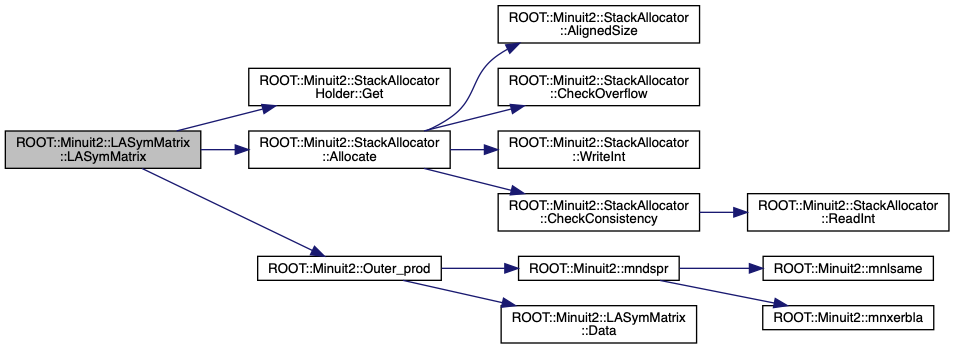 ROOT::Minuit2::LASymMatrix
::LASymMatrix
ROOT::Minuit2::StackAllocator
Holder::Get
ROOT::Minuit2::StackAllocator
::Allocate
ROOT::Minuit2::Outer_prod
ROOT::Minuit2::StackAllocator
::AlignedSize
ROOT::Minuit2::StackAllocator
::CheckOverflow
ROOT::Minuit2::StackAllocator
::WriteInt
ROOT::Minuit2::StackAllocator
::CheckConsistency
ROOT::Minuit2::mndspr
ROOT::Minuit2::LASymMatrix
::Data
ROOT::Minuit2::StackAllocator
::ReadInt
ROOT::Minuit2::mnlsame
ROOT::Minuit2::mnxerbla